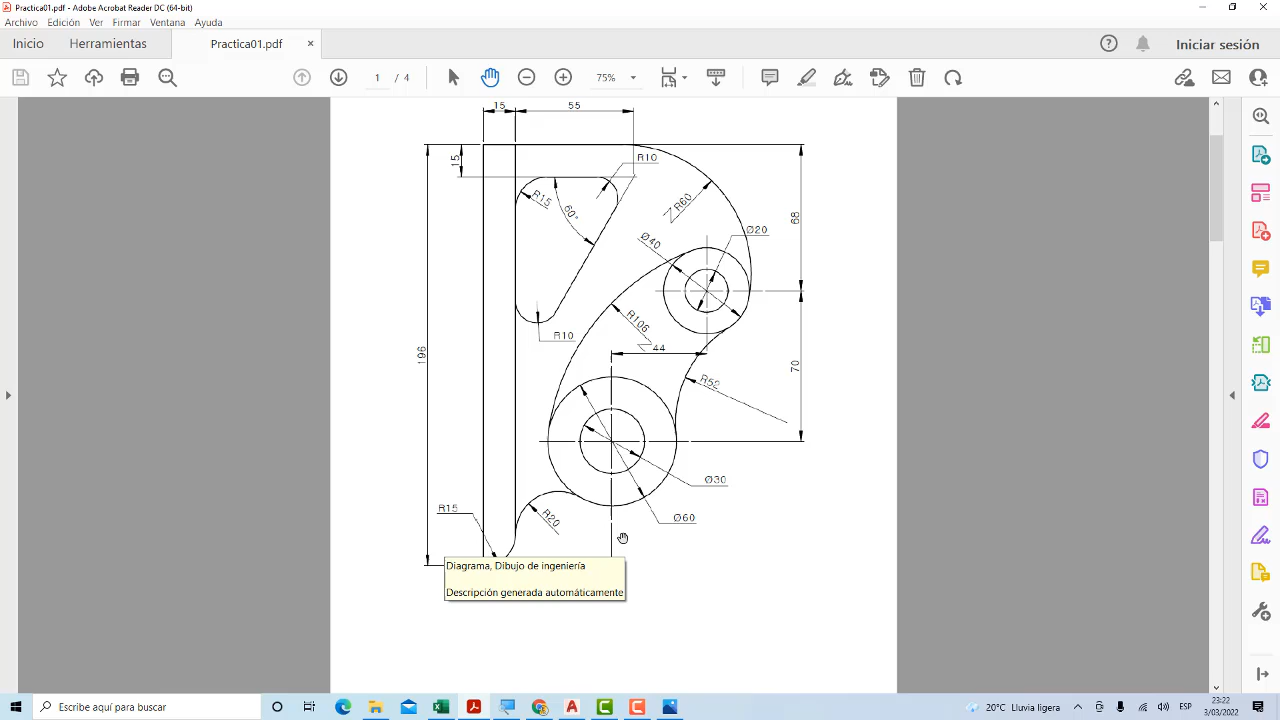 Practica01.pdf - Adobe Acrobat Reader DC (64-bit)
Archivo Edición Ver Firmar Ventana Ayuda
Inicio Herramientas Practica01.pdf × Iniciar sesión
1 / 4 75%
15 55
15
R10
R15
60°
R60
68
Ø20
Ø40
R10
R106
44
196
70
R52
Ø30
R15
R20
Ø60
Diagrama, Dibujo de ingeniería
Descripción generada automáticamente
Escribe aquí para buscar
20°C Lluvia ligera
ESP
23:22
3/03/2022